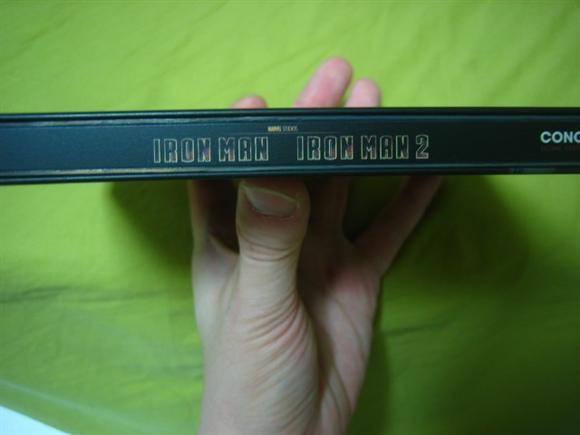 MARVEL STUDIOS
IRON MAN IRON MAN 2
CONC